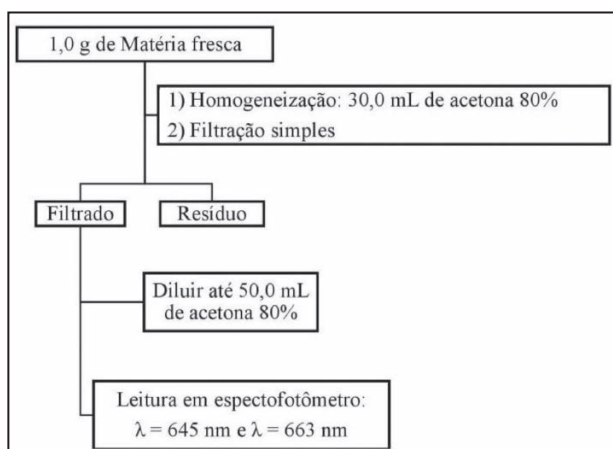 1,0 g de Matéria fresca
1) Homogeneização: 30,0 mL de acetona 80%
2) Filtração simples
Filtrado
Resíduo
Diluir até 50,0 mL
de acetona 80%
Leitura em espectofotômetro:
λ = 645 nm e λ = 663 nm